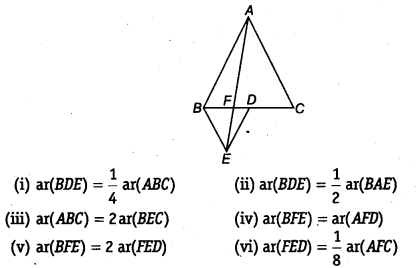 A
B F D C
E
(i) ar(BDE) = 1/4 ar(ABC) (ii) ar(BDE) = 1/2 ar(BAE)
(iii) ar(ABC) = 2 ar(BEC) (iv) ar(BFE) = ar(AFD)
(v) ar(BFE) = 2 ar(FED) (vi) ar(FED) = 1/8 ar(AFC)